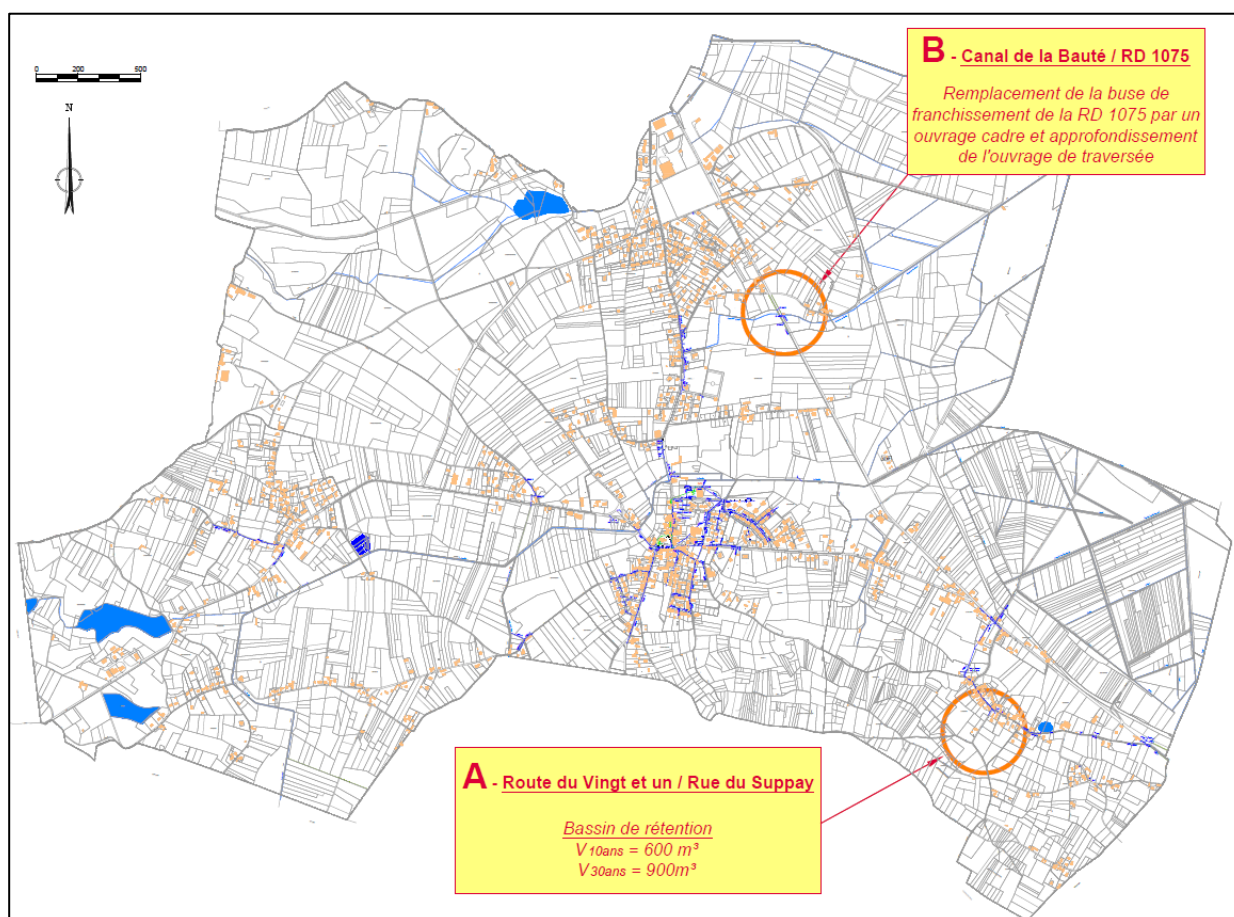 B - Canal de la Bauté / RD 1075
Remplacement de la buse de
franchissement de la RD 1075 par un
ouvrage cadre et approfondissement
de l'ouvrage de traversée
0 200 600
N
A - Route du Vingt et un / Rue du Suppay
Bassin de rétention
V 10ans = 600 m³
V 30ans = 900m³